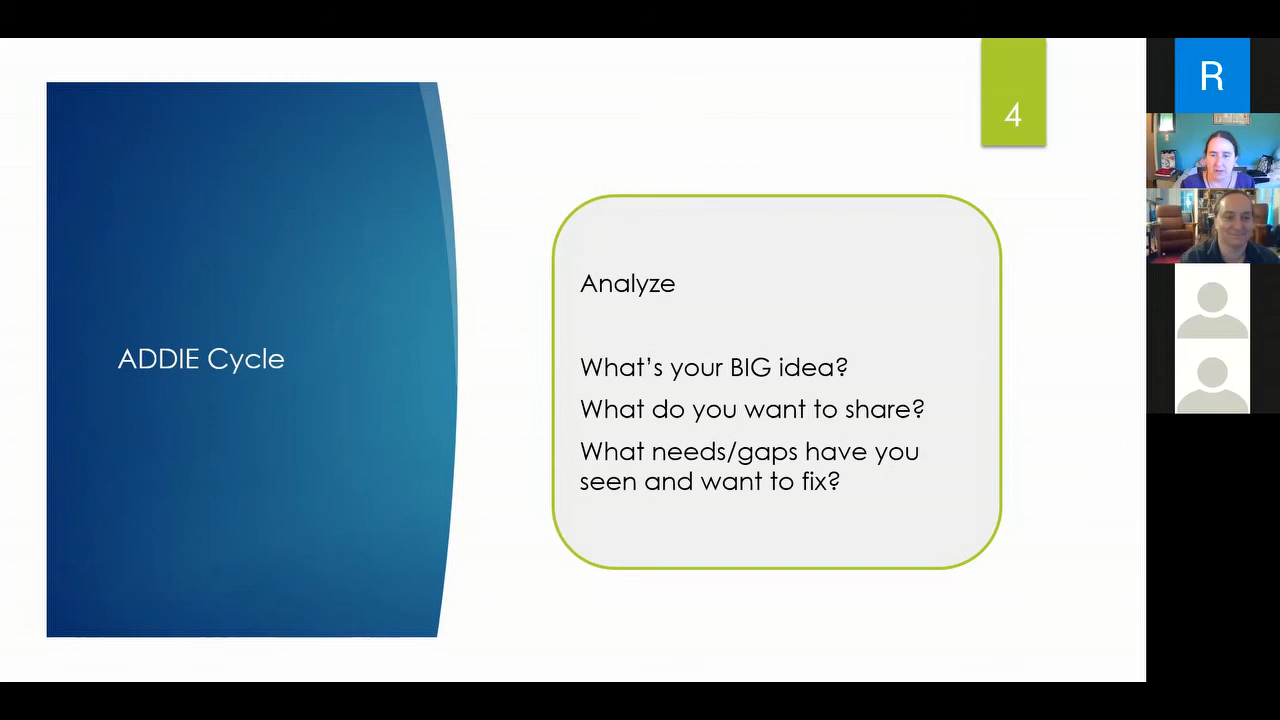 4
ADDIE Cycle
Analyze
What's your BIG idea?
What do you want to share?
What needs/gaps have you
seen and want to fix?
R